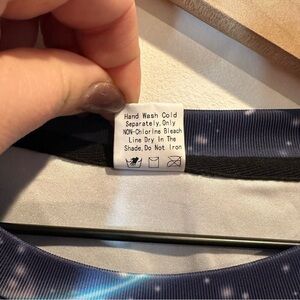 Hand Wash Cold
Separately,Only
NON-Chlorine Bleach
Line Dry In The
Shade,Do Not Iron